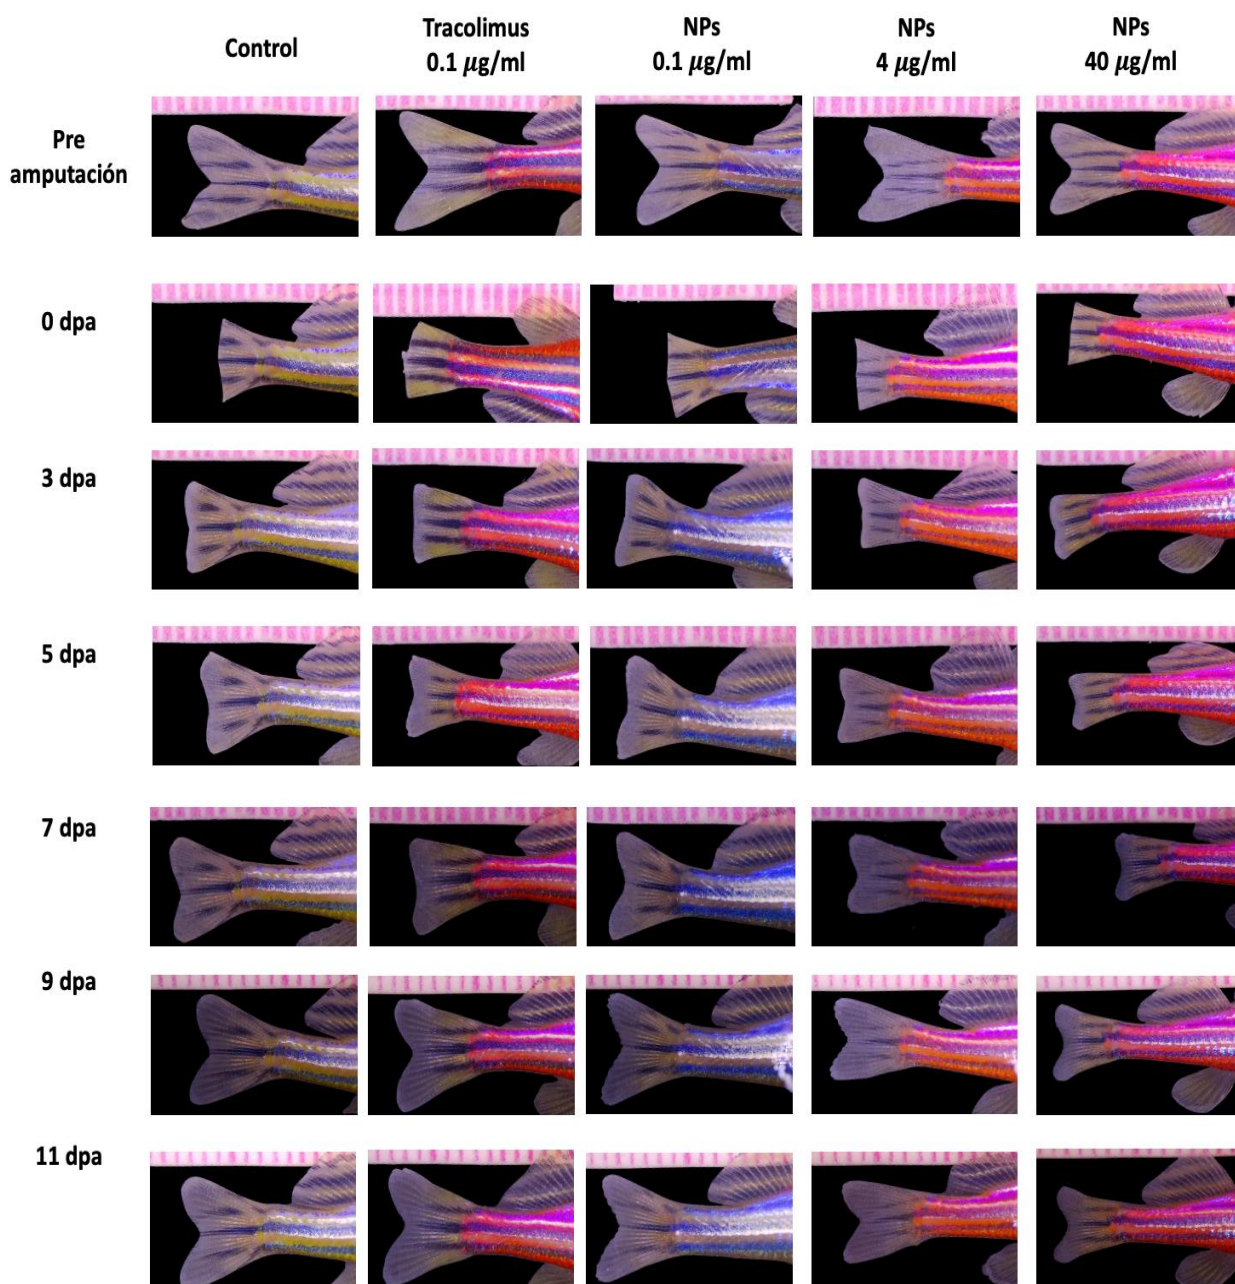 Control
Tracolimus
0.1 μg/ml
NPs
0.1 μg/ml
NPs
4 μg/ml
NPs
40 μg/ml
Pre
amputación
0 dpa
3 dpa
5 dpa
7 dpa
9 dpa
11 dpa